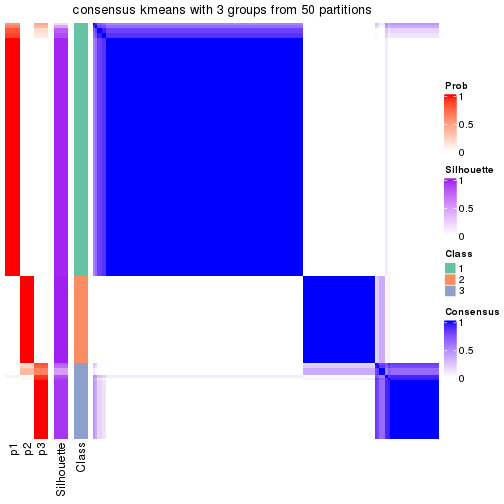 consensus kmeans with 3 groups from 50 partitions
Prob
1
0.5
0
Silhouette
1
0.5
0
Class
1
2
3
Consensus
1
0.5
0
p1
p2
p3
Silhouette
Class